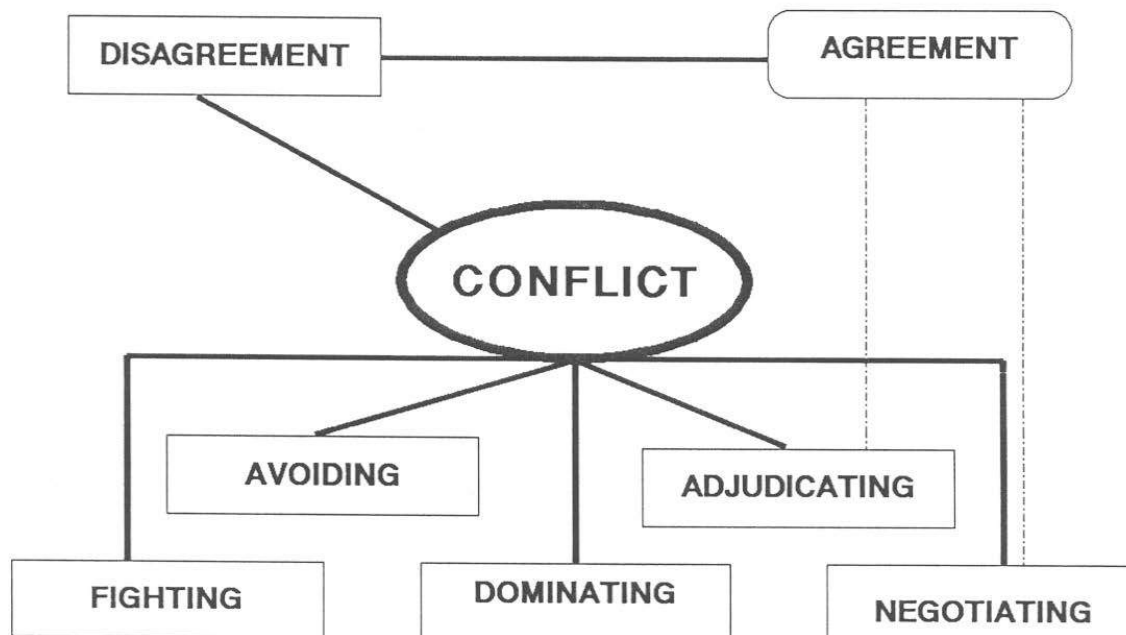 DISAGREEMENT
AGREEMENT
CONFLICT
AVOIDING
ADJUDICATING
FIGHTING
DOMINATING
NEGOTIATING